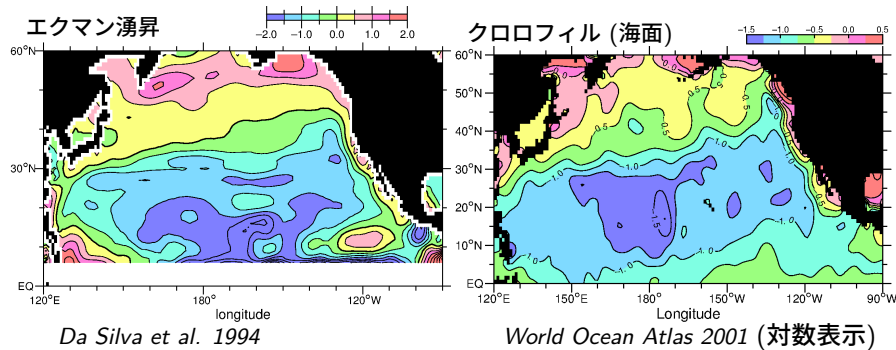 エクマン湧昇
−2.0 −1.0 0.0 1.0 2.0
60°N
30°N
EQ
120°E 180° 120°W
longitude
Da Silva et al. 1994
クロロフィル (海面)
−1.5 −1.0 −0.5 0.0 0.5
60°N
50°N
40°N
30°N
20°N
10°N
EQ
120°E 150°E 180° 150°W 120°W 90°W
Longitude
World Ocean Atlas 2001 (対数表示)